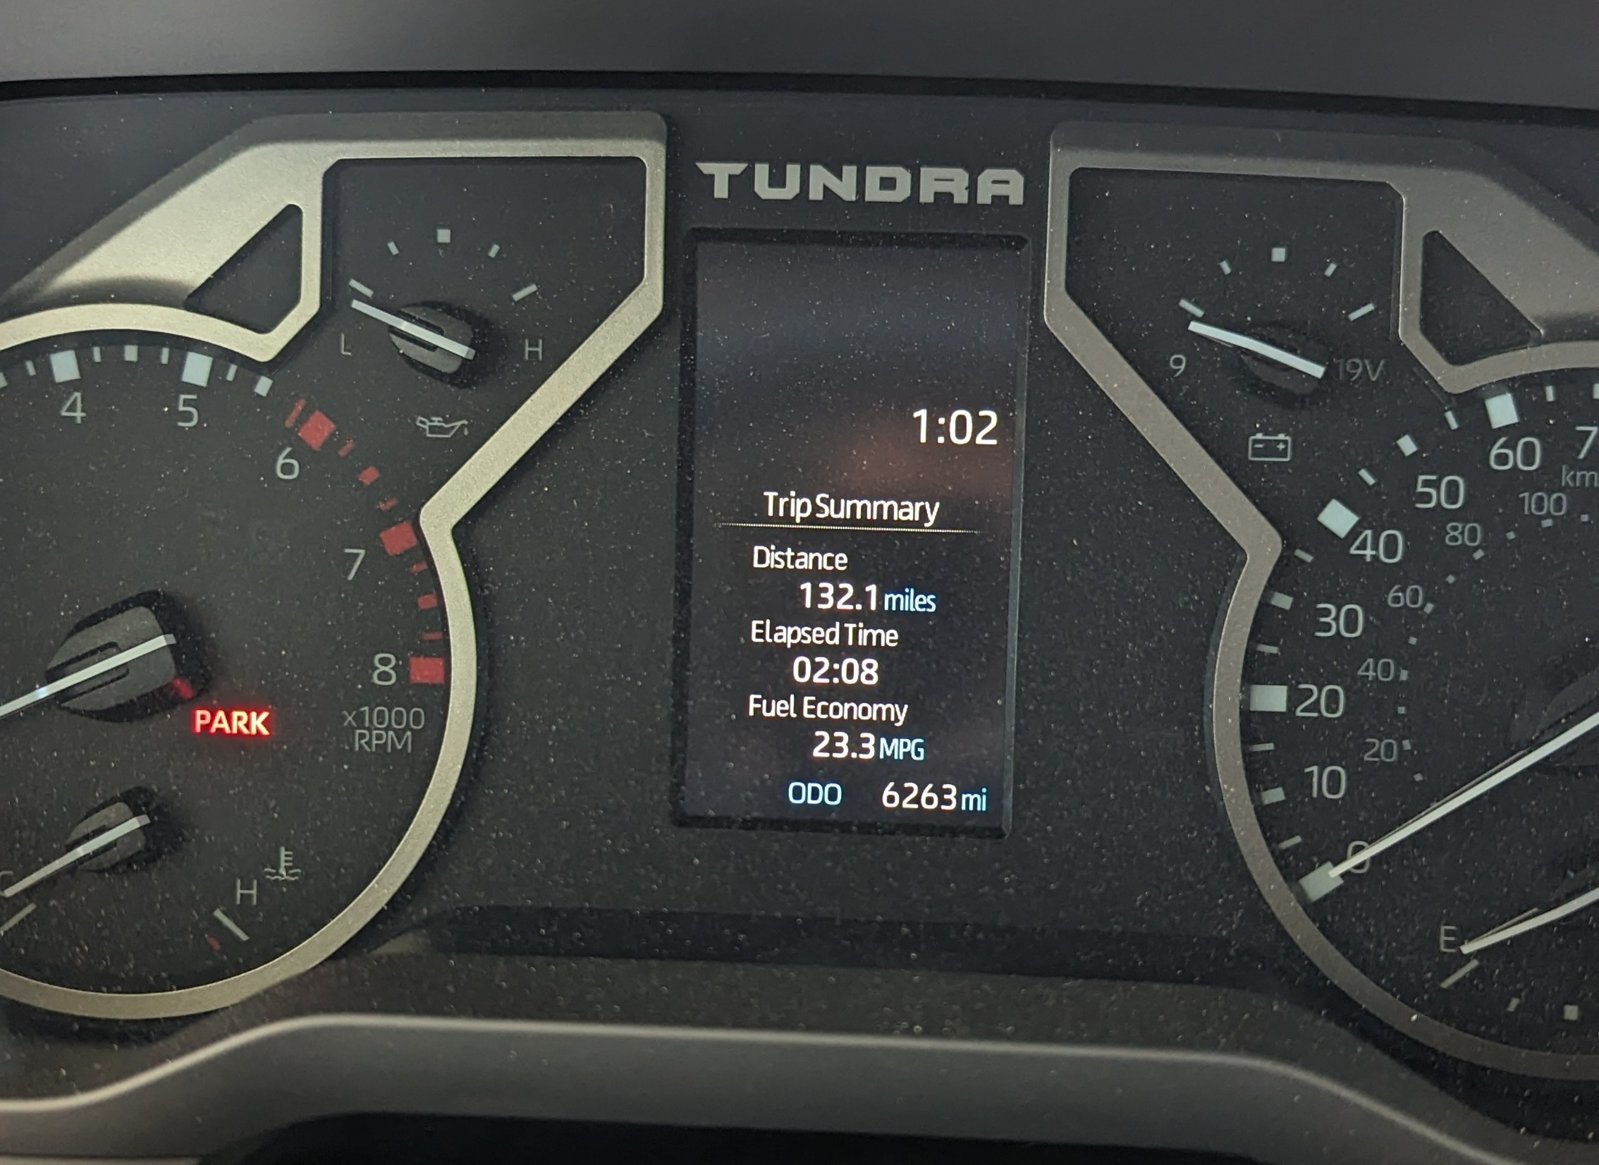 TUNDRA
L
H
4
5
6
7
8
x1000
RPM
PARK
H
1:02
Trip Summary
Distance
132.1 miles
Elapsed Time
02:08
Fuel Economy
23.3 MPG
ODO 6263 mi
9
19V
60
50
40
30
20
10
0
km
100
80
60
40
20
E